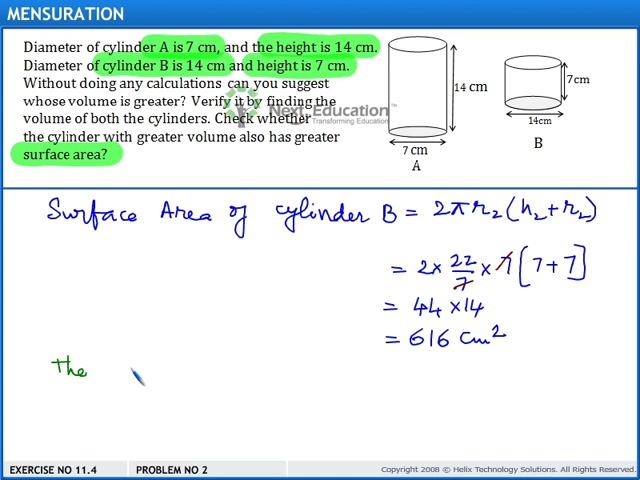 MENSURATION
Diameter of cylinder A is 7 cm, and the height is 14 cm.
Diameter of cylinder B is 14 cm and height is 7 cm.
Without doing any calculations can you suggest
whose volume is greater? Verify it by finding the
volume of both the cylinders. Check whether
the cylinder with greater volume also has greater
surface area?
Next Education™
Transforming Education
14 cm
7 cm
A
7cm
14cm
B
Surface Area of cylinder B = 2πr₂(h₂+r₂)
= 2 × 22/7 × 7 [7 + 7]
= 44 × 14
= 616 cm²
The
EXERCISE NO 11.4 PROBLEM NO 2 Copyright 2008 © Helix Technology Solutions. All Rights Reserved.